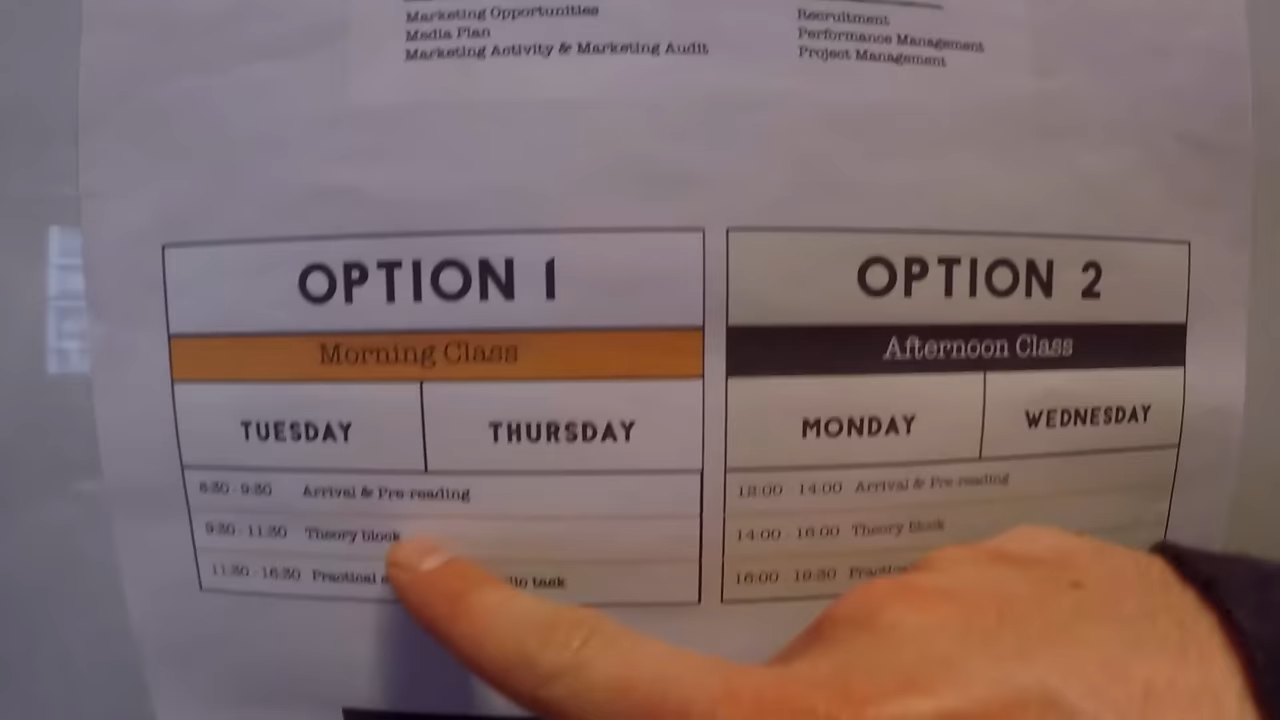 Marketing Opportunities
Media Plan
Marketing Activity & Marketing Audit
Recruitment
Performance Management
Project Management
OPTION 1
Morning Class
TUESDAY THURSDAY
8:30 - 9:30 Arrival & Pre-reading
9:30 - 11:30 Theory block
11:30 - 16:30 Practical task
OPTION 2
Afternoon Class
MONDAY WEDNESDAY
14:00 Arrival & Pre-reading
14:00 - 16:00 Theory block
16:00 - 19:30